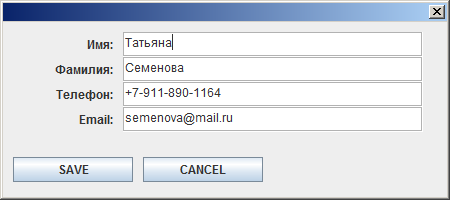 Имя: Татьяна
Фамилия: Семенова
Телефон: +7-911-890-1164
Email: semenova@mail.ru
SAVE CANCEL